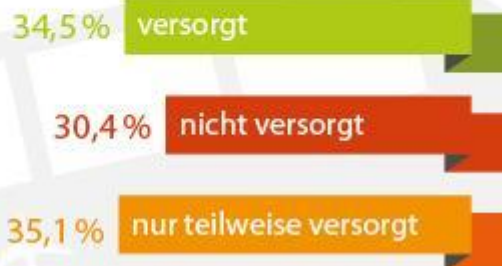 34,5 % versorgt
30,4 % nicht versorgt
35,1 % nur teilweise versorgt